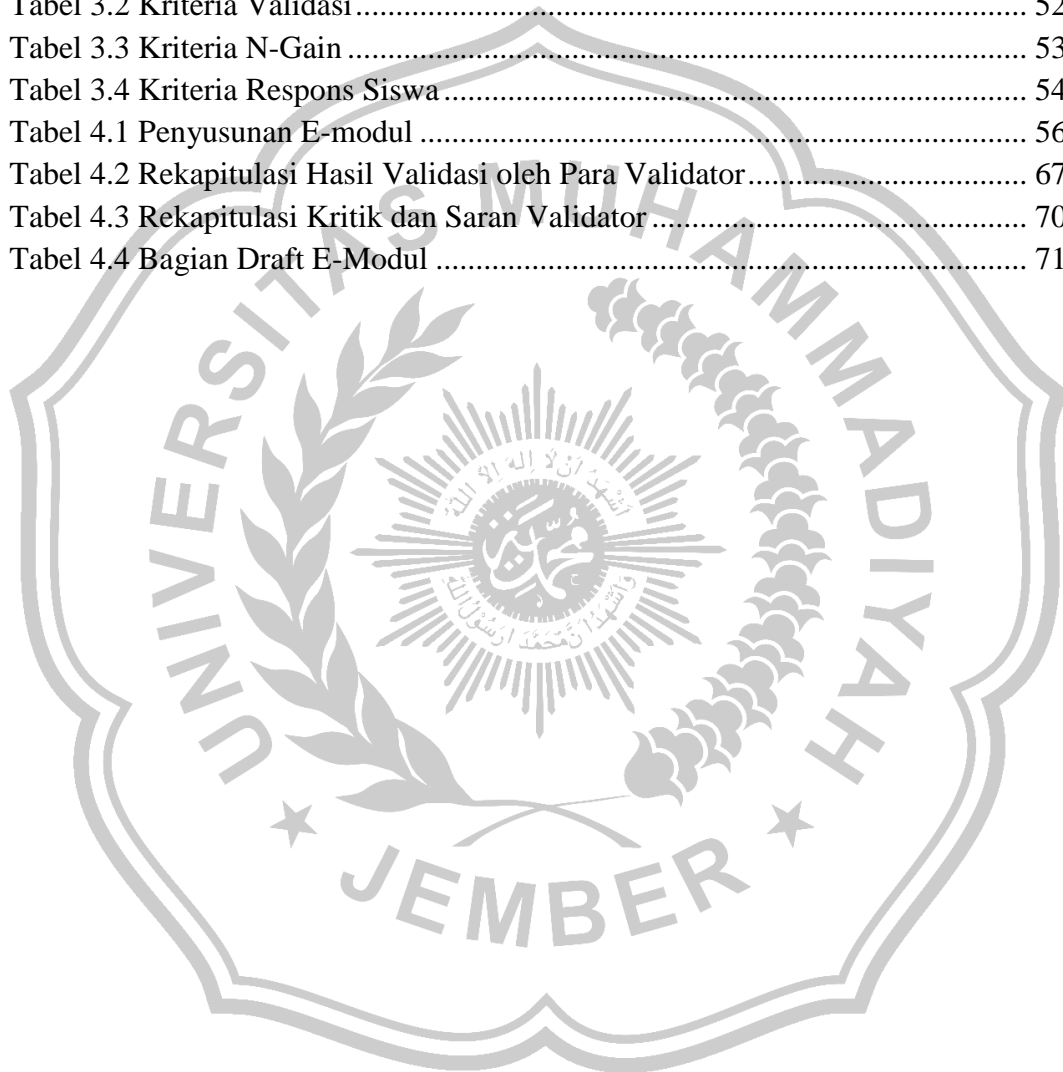 Tabel 3.2 Kriteria Validasi.................................................................................... 52
Tabel 3.3 Kriteria N-Gain ..................................................................................... 53
Tabel 3.4 Kriteria Respons Siswa......................................................................... 54
Tabel 4.1 Penyusunan E-modul ............................................................................ 56
Tabel 4.2 Rekapitulasi Hasil Validasi oleh Para Validator................................... 67
Tabel 4.3 Rekapitulasi Kritik dan Saran Validator ............................................... 70
Tabel 4.4 Bagian Draft E-Modul .......................................................................... 71
UNIVERSITAS MUHAMMADIYAH
JEMBER